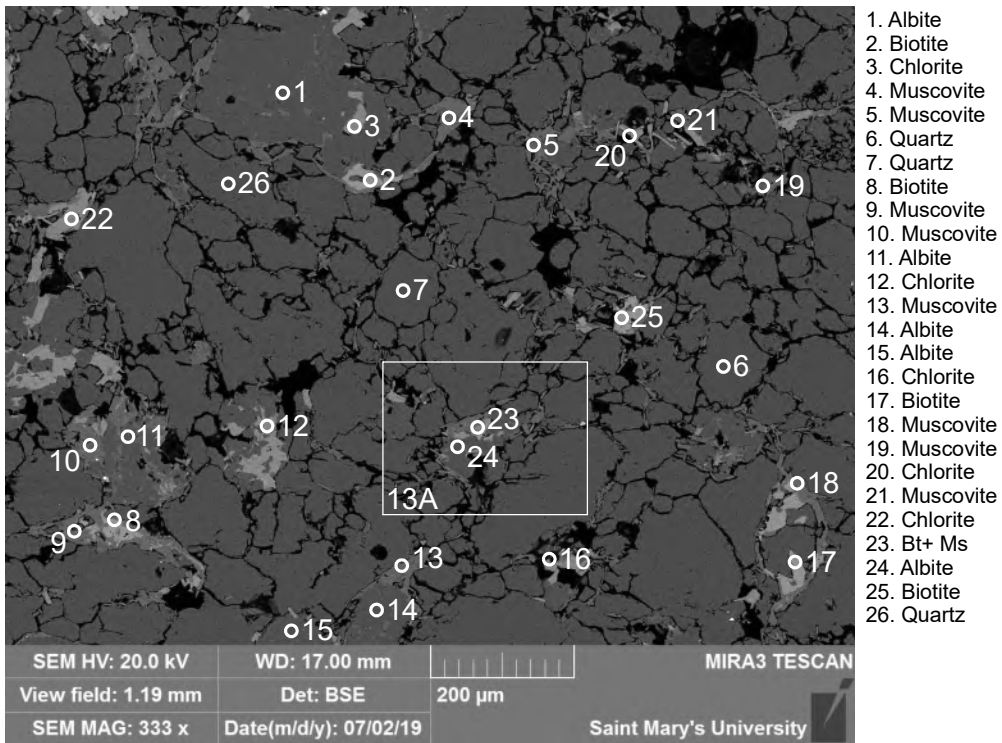 1
3
4
5
20
21
2
26
19
22
7
25
6
12
23
11
10
24
18
13A
8
9
13
16
17
14
15
1. Albite
2. Biotite
3. Chlorite
4. Muscovite
5. Muscovite
6. Quartz
7. Quartz
8. Biotite
9. Muscovite
10. Muscovite
11. Albite
12. Chlorite
13. Muscovite
14. Albite
15. Albite
16. Chlorite
17. Biotite
18. Muscovite
19. Muscovite
20. Chlorite
21. Muscovite
22. Chlorite
23. Bt+ Ms
24. Albite
25. Biotite
26. Quartz
SEM HV: 20.0 kV WD: 17.00 mm MIRA3 TESCAN
View field: 1.19 mm Det: BSE 200 µm
SEM MAG: 333 x Date(m/d/y): 07/02/19 Saint Mary's University